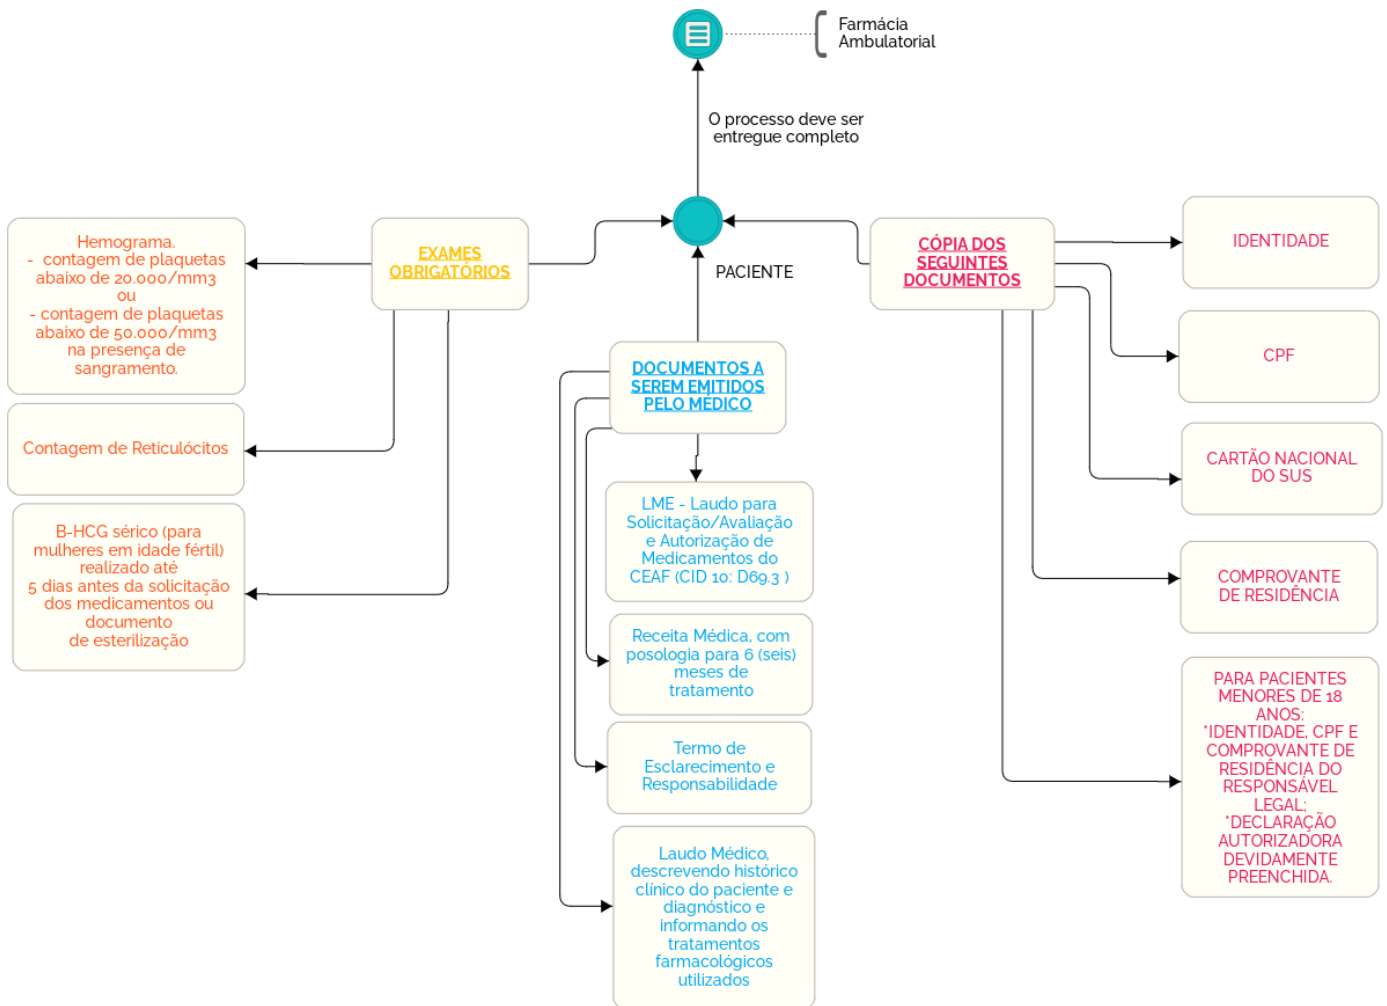 Farmácia
Ambulatorial
O processo deve ser
entregue completo
PACIENTE
EXAMES
OBRIGATÓRIOS
Hemograma.
- contagem de plaquetas
abaixo de 20.000/mm3
ou
- contagem de plaquetas
abaixo de 50.000/mm3
na presença de
sangramento.
Contagem de Reticulócitos
B-HCG sérico (para
mulheres em idade fértil)
realizado até
5 dias antes da solicitação
dos medicamentos ou
documento
de esterilização
DOCUMENTOS A
SEREM EMITIDOS
PELO MÉDICO
LME - Laudo para
Solicitação/Avaliação
e Autorização de
Medicamentos do
CEAF (CID 10: D69.3 )
Receita Médica, com
posologia para 6 (seis)
meses de
tratamento
Termo de
Esclarecimento e
Responsabilidade
Laudo Médico,
descrevendo histórico
clínico do paciente e
diagnóstico e
informando os
tratamentos
farmacológicos
utilizados
CÓPIA DOS
SEGUINTES
DOCUMENTOS
IDENTIDADE
CPF
CARTÃO NACIONAL
DO SUS
COMPROVANTE
DE RESIDÊNCIA
PARA PACIENTES
MENORES DE 18
ANOS:
*IDENTIDADE, CPF E
COMPROVANTE DE
RESIDÊNCIA DO
RESPONSÁVEL
LEGAL;
*DECLARAÇÃO
AUTORIZADORA
DEVIDAMENTE
PREENCHIDA.